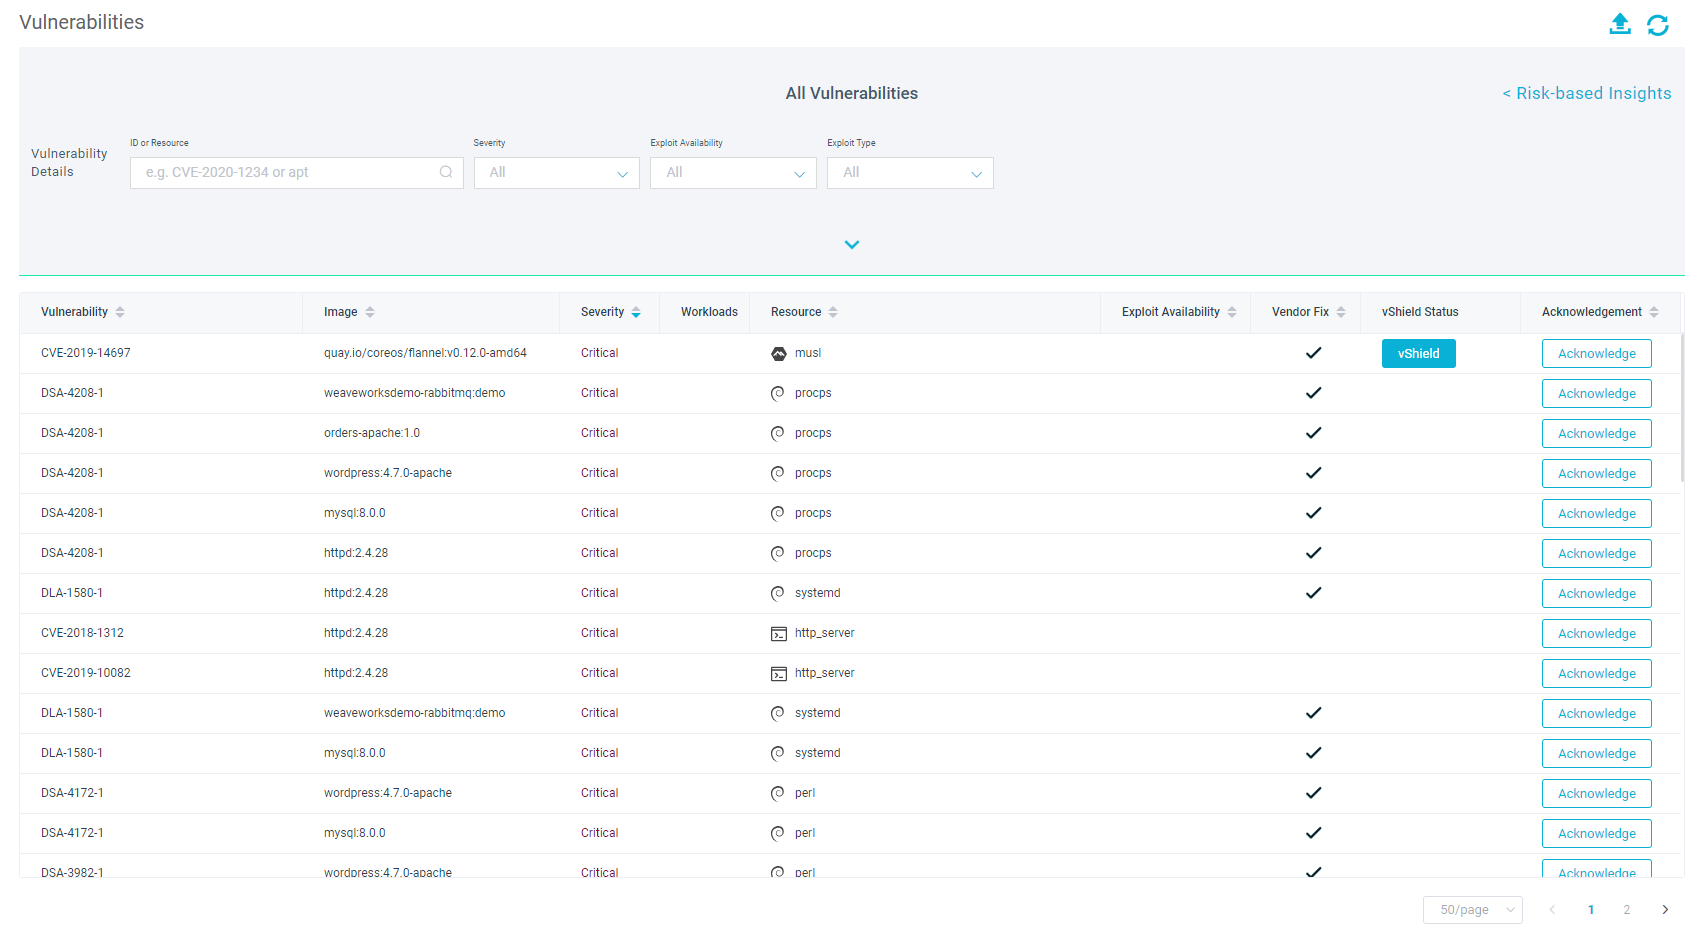 Vulnerabilities
All Vulnerabilities
< Risk-based Insights
Vulnerability Details
ID or Resource Severity Exploit Availability Exploit Type
e.g. CVE-2020-1234 or apt All All All
Vulnerability Image Severity Workloads Resource Exploit Availability Vendor Fix vShield Status Acknowledgement
CVE-2019-14697 quay.io/coreos/flannel:v0.12.0-amd64 Critical musl vShield Acknowledge
DSA-4208-1 weaveworksdemo-rabbitmq:demo Critical procps Acknowledge
DSA-4208-1 orders-apache:1.0 Critical procps Acknowledge
DSA-4208-1 wordpress:4.7.0-apache Critical procps Acknowledge
DSA-4208-1 mysql:8.0.0 Critical procps Acknowledge
DSA-4208-1 httpd:2.4.28 Critical procps Acknowledge
DLA-1580-1 httpd:2.4.28 Critical systemd Acknowledge
CVE-2018-1312 httpd:2.4.28 Critical http_server Acknowledge
CVE-2019-10082 httpd:2.4.28 Critical http_server Acknowledge
DLA-1580-1 weaveworksdemo-rabbitmq:demo Critical systemd Acknowledge
DLA-1580-1 mysql:8.0.0 Critical systemd Acknowledge
DSA-4172-1 wordpress:4.7.0-apache Critical perl Acknowledge
DSA-4172-1 mysql:8.0.0 Critical perl Acknowledge
DSA-3982-1 wordpress:4.7.0-apache Critical perl Acknowledge
50/page < 1 2 >